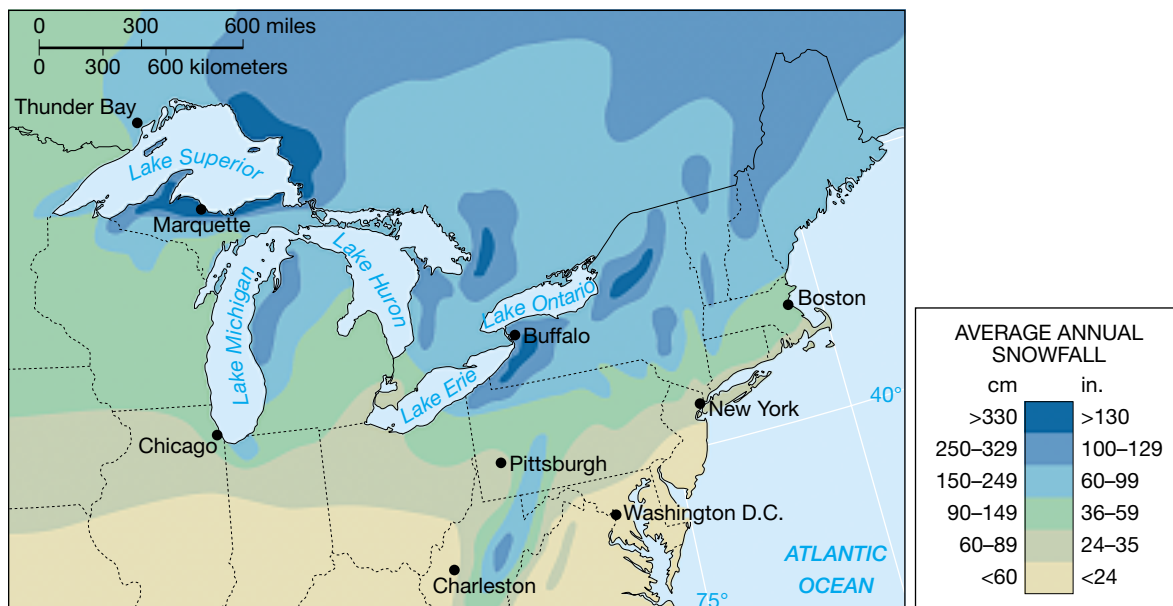 0 300 600 miles
0 300 600 kilometers
Thunder Bay
Lake Superior
Marquette
Lake Michigan
Lake Huron
Lake Ontario
Buffalo
Lake Erie
Boston
New York
40°
Chicago
Pittsburgh
Washington D.C.
Charleston
ATLANTIC
OCEAN
75°
AVERAGE ANNUAL
SNOWFALL
cm in.
>330 >130
250–329 100–129
150–249 60–99
90–149 36–59
60–89 24–35
<60 <24